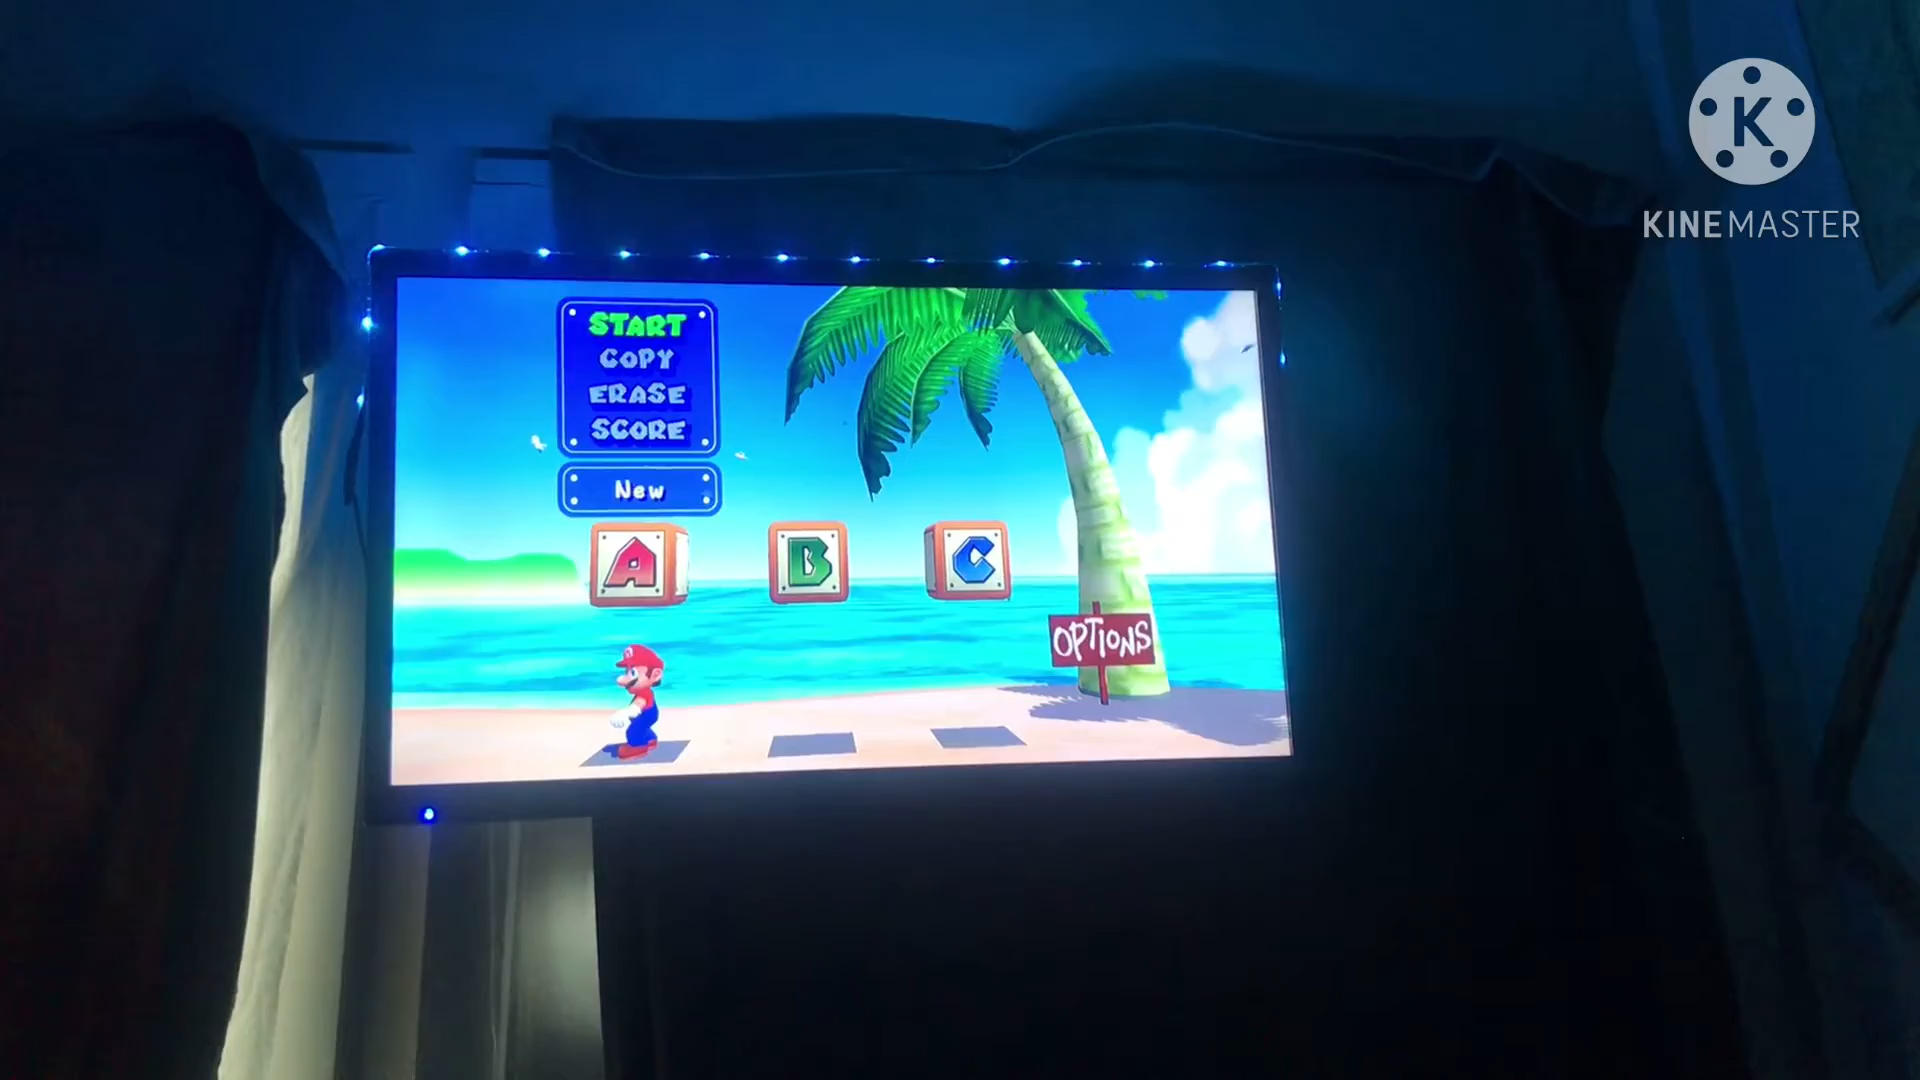 K
KINEMASTER
START
COPY
ERASE
SCORE
New
A B C
OPTIONS